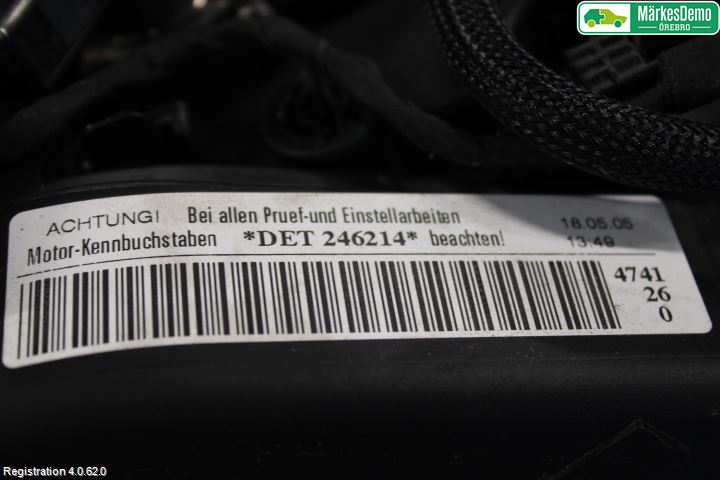 MärkesDemo
ÖREBRO
ACHTUNG! Bei allen Pruef-und Einstellarbeiten 18.05.05
Motor-Kennbuchstaben *DET 246214* beachten! 13:49
4741
26
0
Registration 4.0.62.0